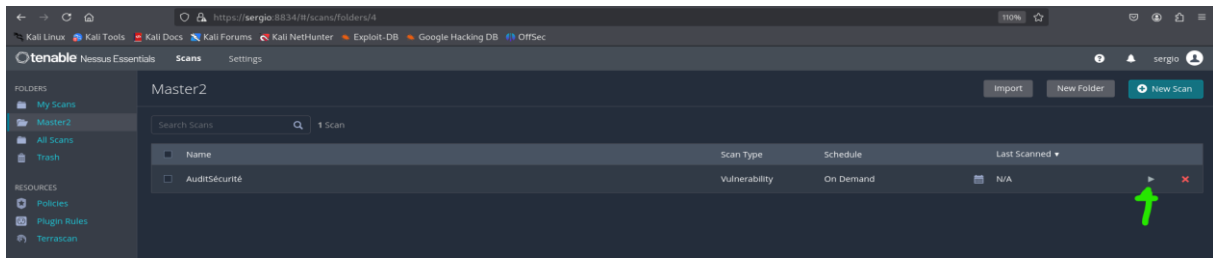 https://sergio:8834/#/scans/folders/4 110%
Kali Linux Kali Tools Kali Docs Kali Forums Kali NetHunter Exploit-DB Google Hacking DB OffSec
tenable Nessus Essentials Scans Settings sergio
FOLDERS
My Scans
Master2
All Scans
Trash
RESOURCES
Policies
Plugin Rules
Terrascan
Master2 Import New Folder New Scan
Search Scans 1 Scan
Name Scan Type Schedule Last Scanned
AuditSécurité Vulnerability On Demand N/A